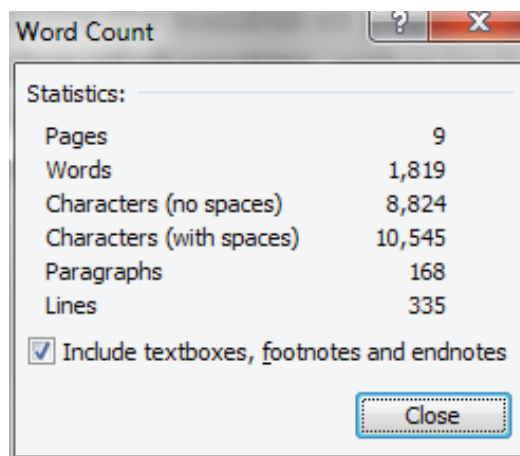 Word Count
? X
Statistics:
Pages 9
Words 1,819
Characters (no spaces) 8,824
Characters (with spaces) 10,545
Paragraphs 168
Lines 335
Include textboxes, footnotes and endnotes
Close